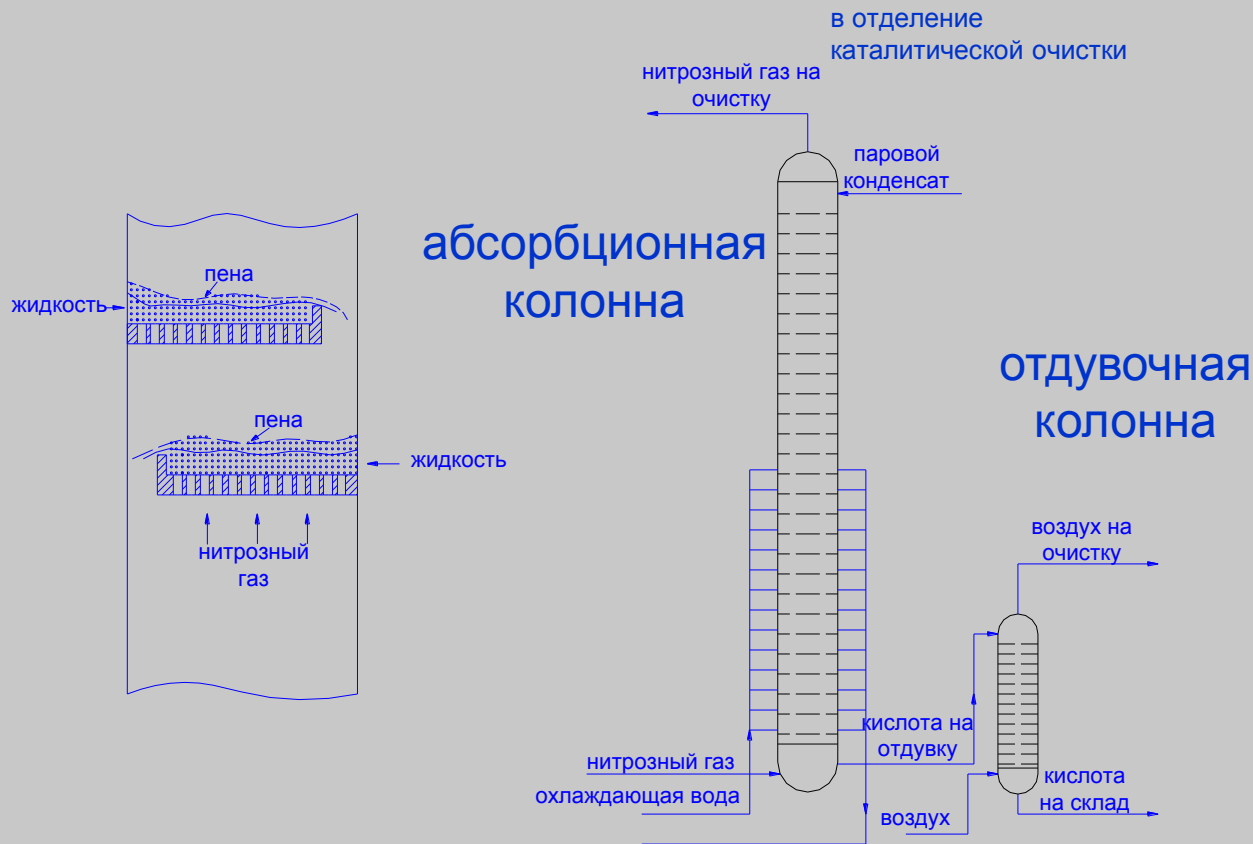 в отделение
каталитической очистки
нитрозный газ на
очистку
паровой
конденсат
абсорбционная
колонна
пена
жидкость
отдувочная
колонна
пена
жидкость
нитрозный
газ
воздух на
очистку
кислота на
отдувку
нитрозный газ
охлаждающая вода
кислота
на склад
воздух